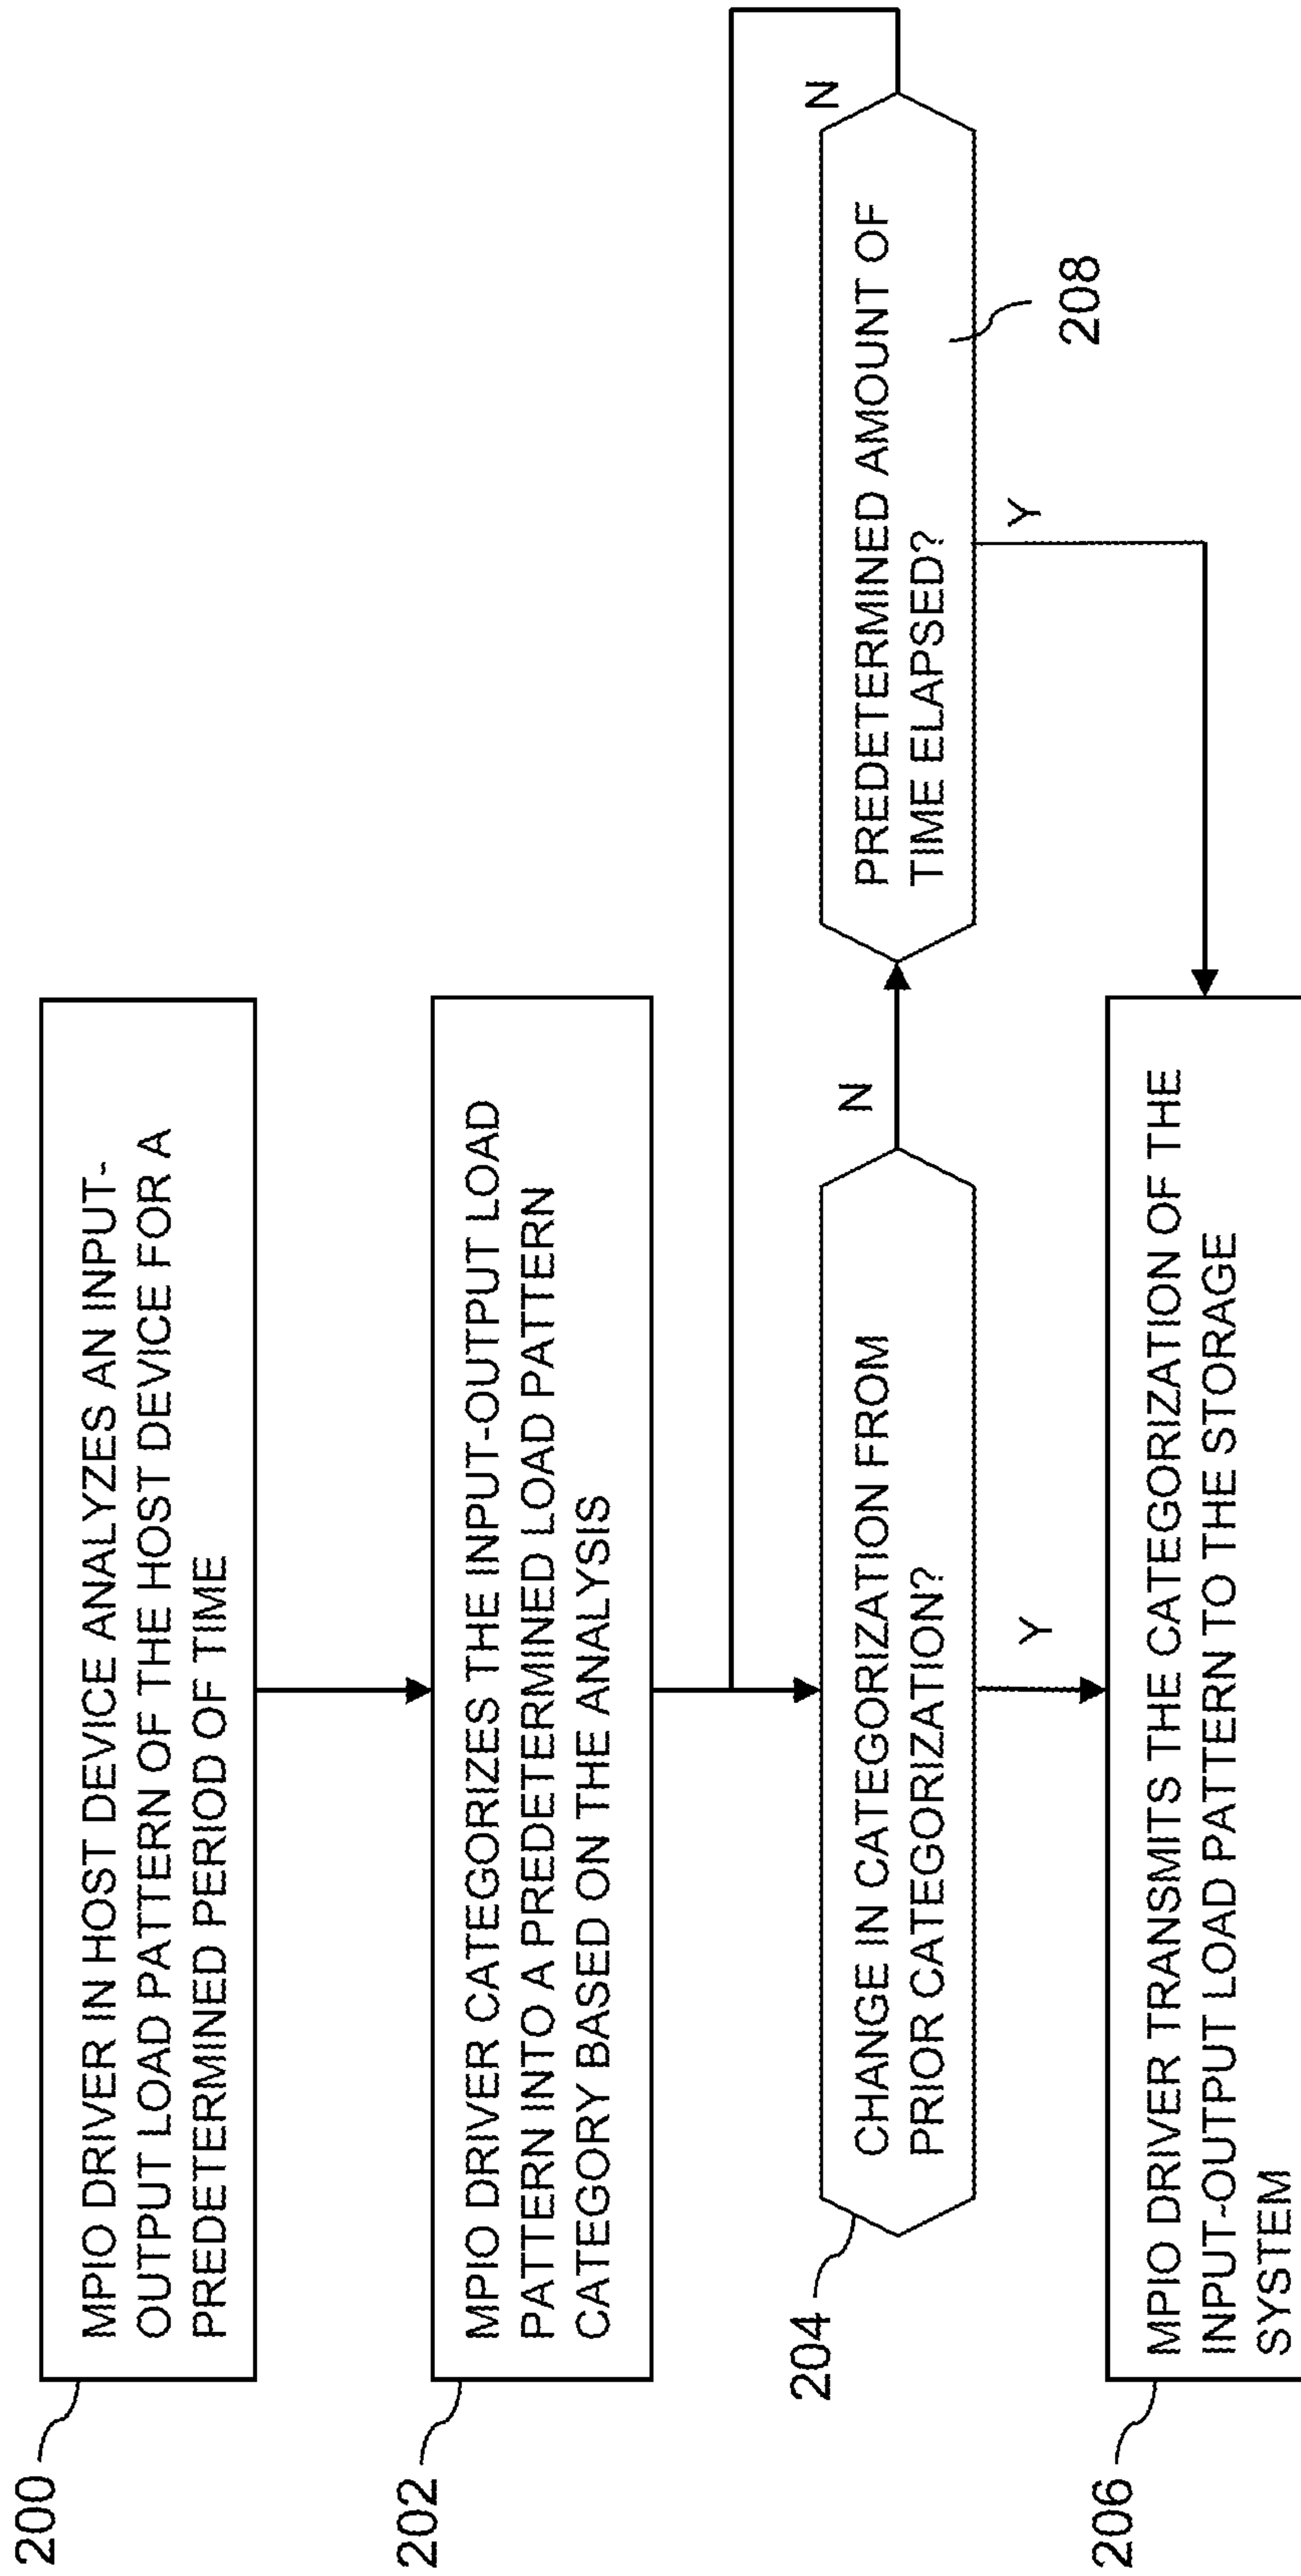 200
MPIO DRIVER IN HOST DEVICE ANALYZES AN INPUT-
OUTPUT LOAD PATTERN OF THE HOST DEVICE FOR A
PREDETERMINED PERIOD OF TIME
202
MPIO DRIVER CATEGORIZES THE INPUT-OUTPUT LOAD
PATTERN INTO A PREDETERMINED LOAD PATTERN
CATEGORY BASED ON THE ANALYSIS
204
CHANGE IN CATEGORIZATION FROM
PRIOR CATEGORIZATION?
N
Y
PREDETERMINED AMOUNT OF
TIME ELAPSED?
N
Y
208
206
MPIO DRIVER TRANSMITS THE CATEGORIZATION OF THE
INPUT-OUTPUT LOAD PATTERN TO THE STORAGE
SYSTEM